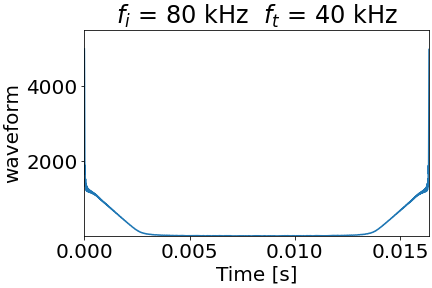 f_i = 80 kHz f_t = 40 kHz
waveform
4000
2000
0.000 0.005 0.010 0.015
Time [s]